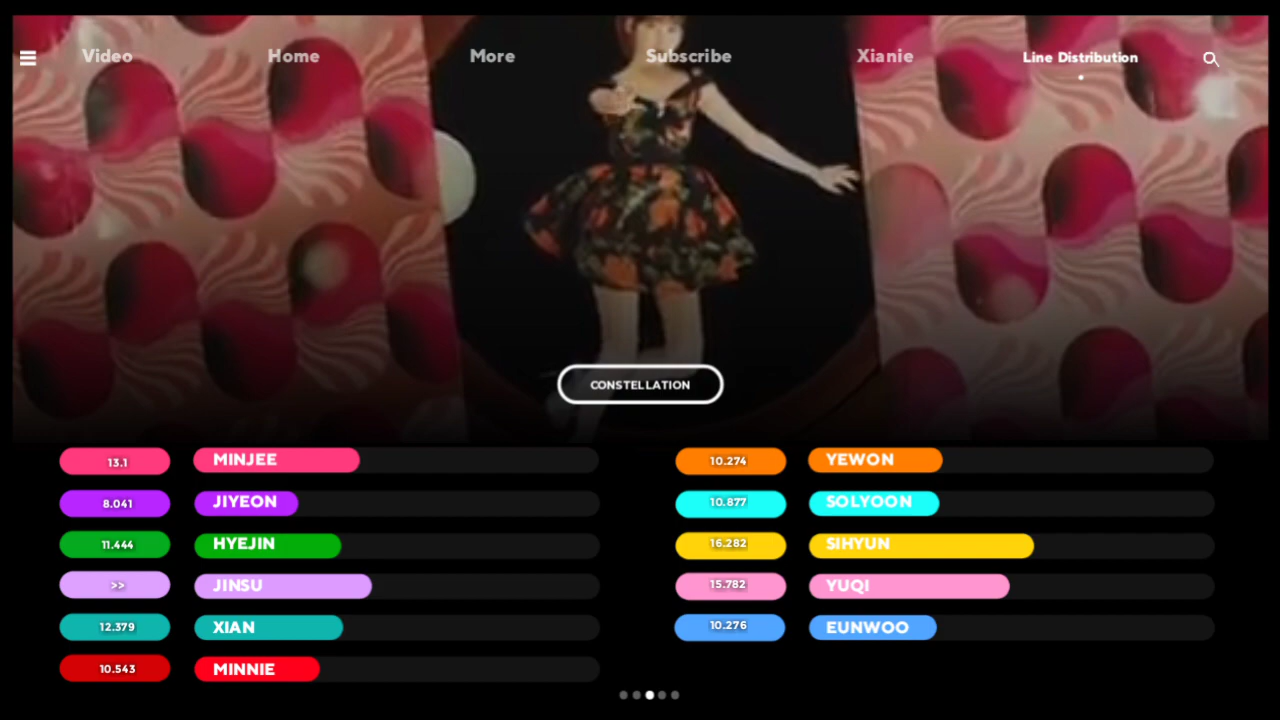 Video Home More Subscribe Xianie Line Distribution
CONSTELLATION
13.1 MINJEE
8.041 JIYEON
11.444 HYEJIN
>> JINSU
12.379 XIAN
10.543 MINNIE
10.274 YEWON
10.877 SOLYOON
16.282 SIHYUN
15.782 YUQI
10.276 EUNWOO